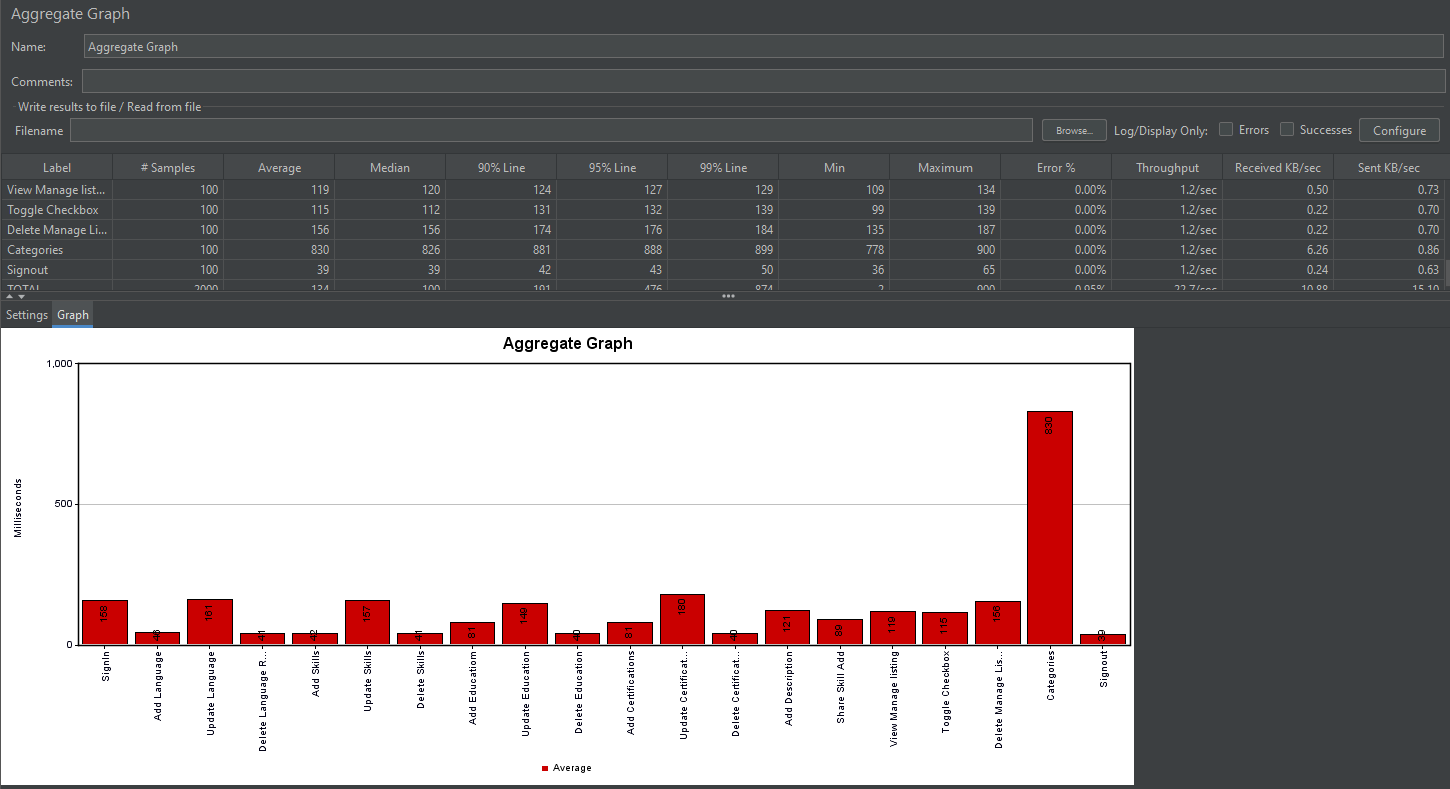 Aggregate Graph
Name: Aggregate Graph
Comments:
Write results to file / Read from file
Filename Browse... Log/Display Only: Errors Successes Configure
Label # Samples Average Median 90% Line 95% Line 99% Line Min Maximum Error % Throughput Received KB/sec Sent KB/sec
View Manage list... 100 119 120 124 127 129 109 134 0.00% 1.2/sec 0.50 0.73
Toggle Checkbox 100 115 112 131 132 139 99 139 0.00% 1.2/sec 0.22 0.70
Delete Manage Li... 100 156 156 174 176 184 135 187 0.00% 1.2/sec 0.22 0.70
Categories 100 830 826 881 888 899 778 900 0.00% 1.2/sec 6.26 0.86
Signout 100 39 39 42 43 50 36 65 0.00% 1.2/sec 0.24 0.63
TOTAL 2000 134 100 191 476 874 2 900 0.95% 22.7/sec 10.88 15.10
Settings Graph
Aggregate Graph
1,000
500
0
Milliseconds
158 46 161 41 42 157 41 81 149 40 81 180 40 121 89 119 115 156 830 39
SignIn
Add Language
Update Language
Delete Language R...
Add Skills
Update Skills
Delete Skills
Add Educatiom
Update Education
Delete Education
Add Certifications
Update Certificat...
Delete Certificat...
Add Description
Share Skill Add
View Manage listing
Toggle Checkbox
Delete Manage Lis...
Categories
Signout
Average